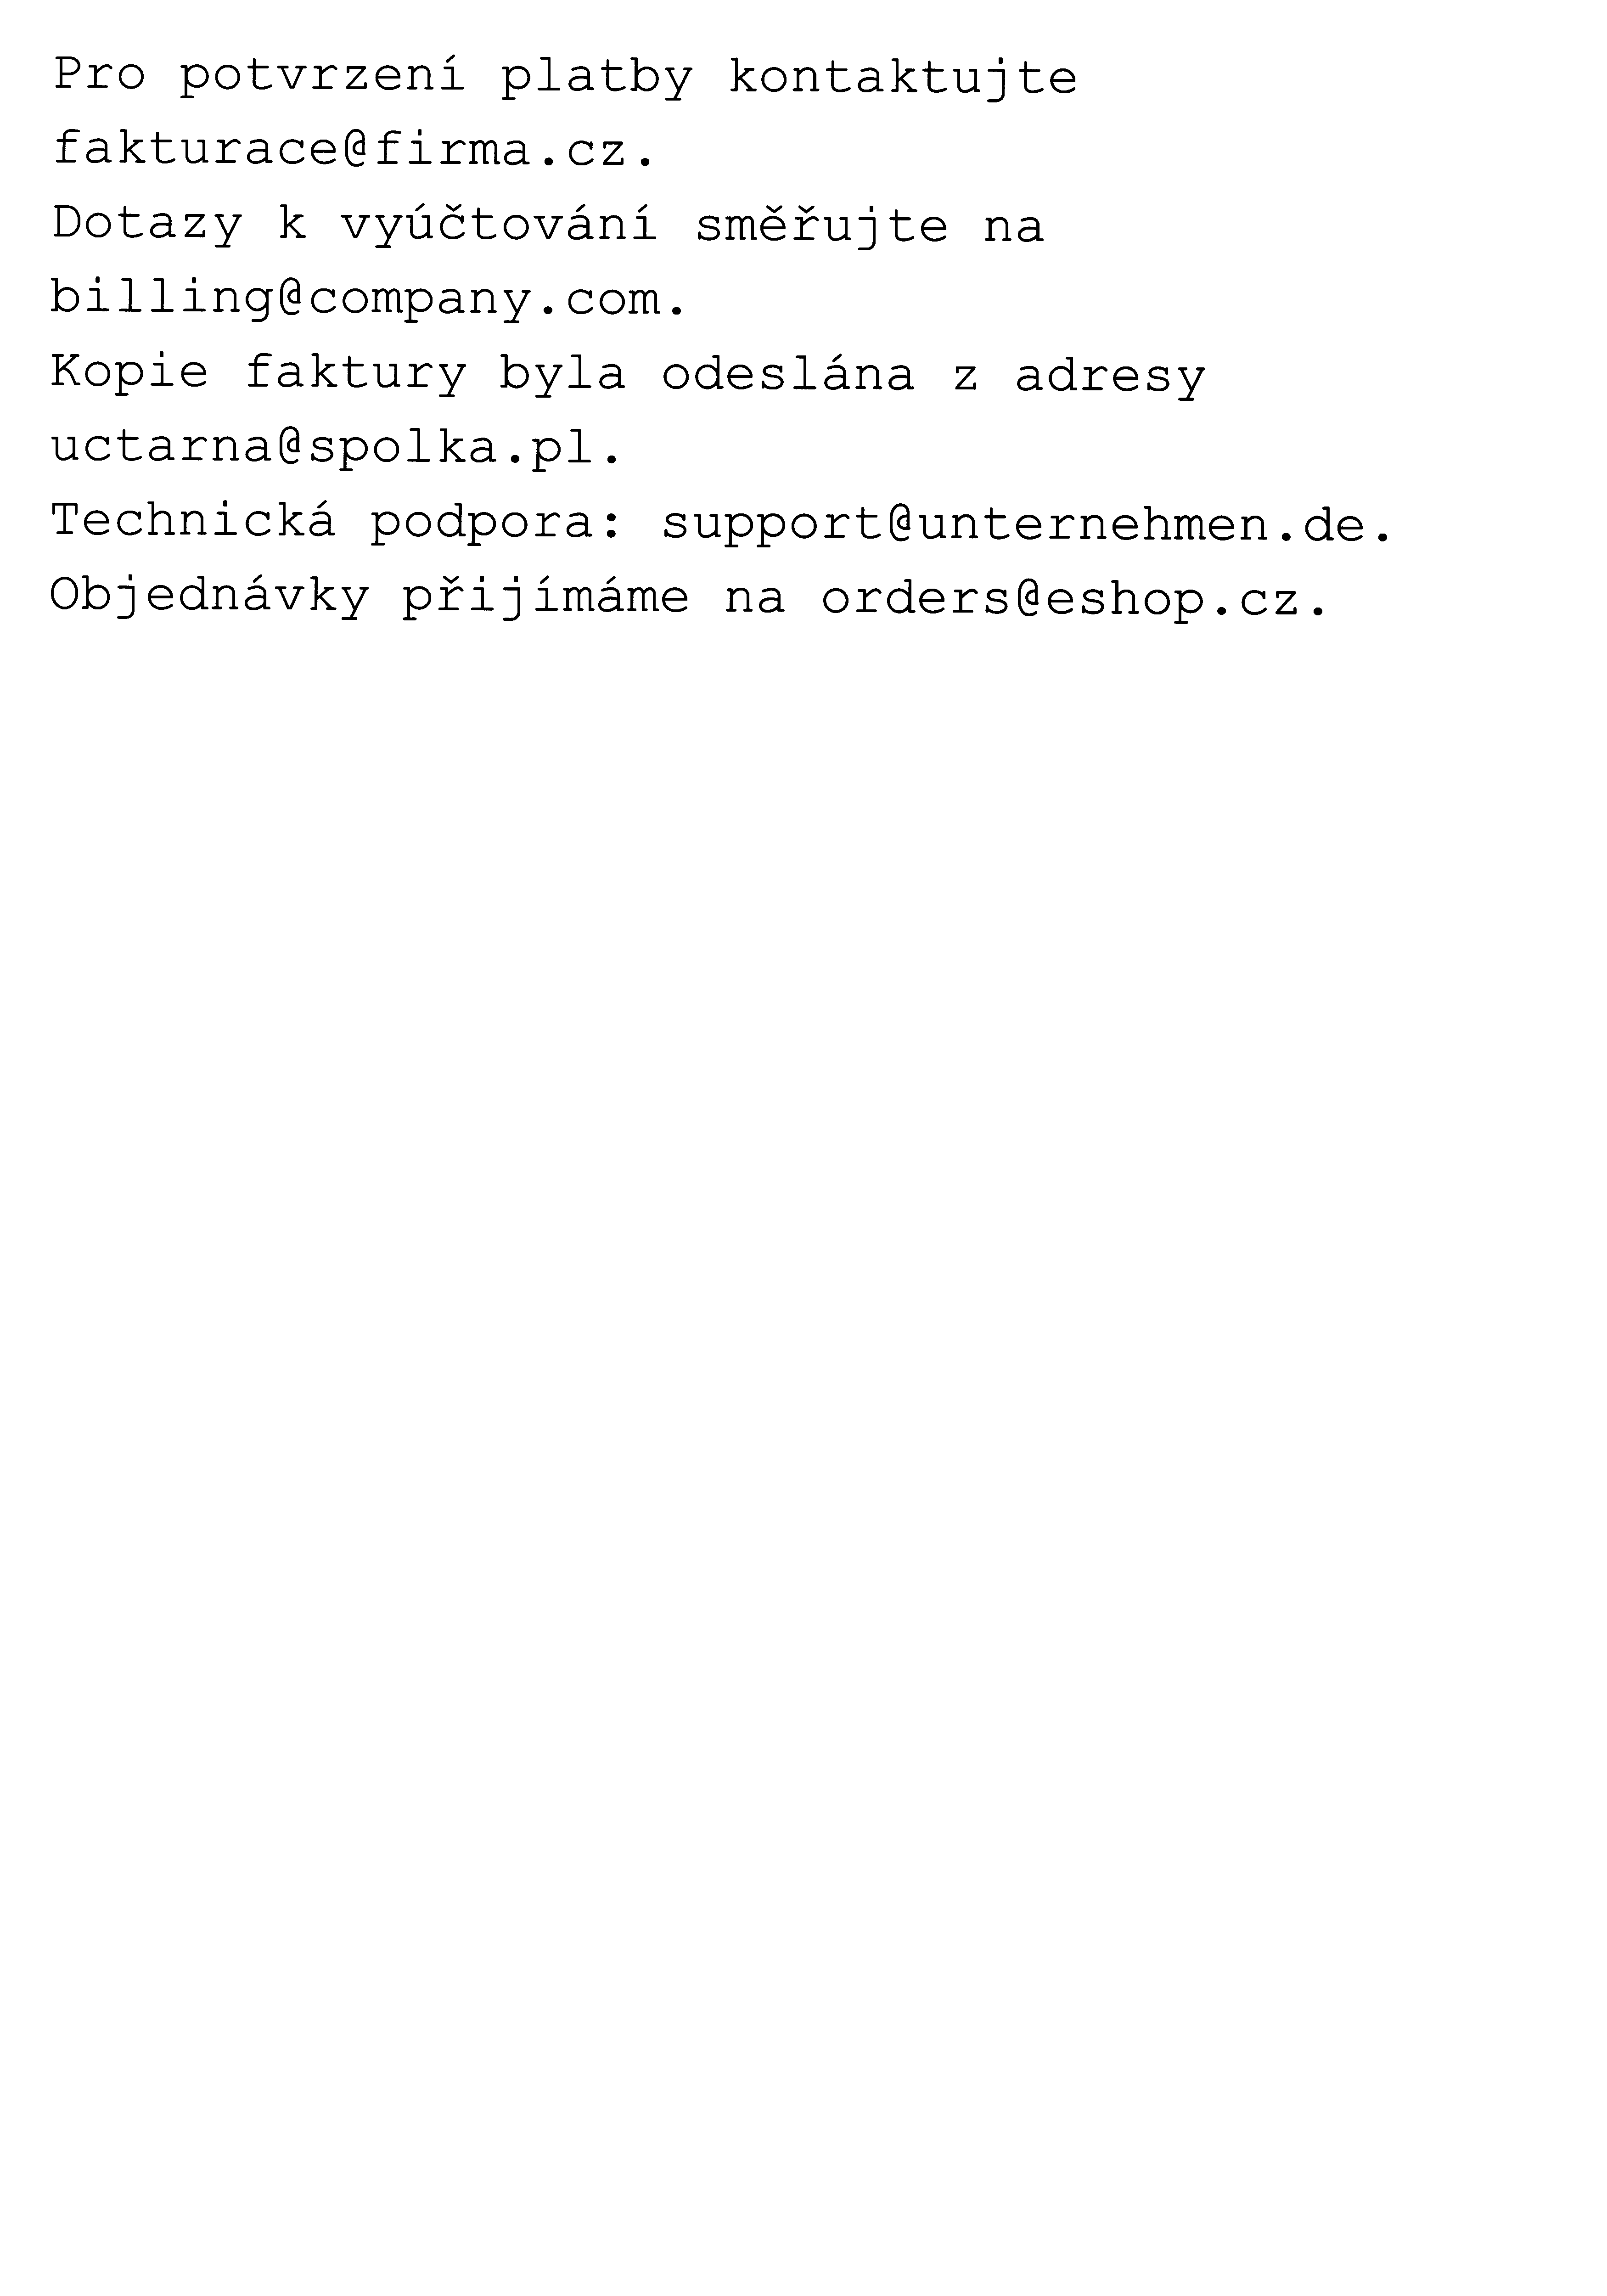 Pro potvrzení platby kontaktujte
fakturace@firma.cz.
Dotazy k vyúčtování směřujte na
billing@company.com.
Kopie faktury byla odeslána z adresy
uctarna@spolka.pl.
Technická podpora: support@unternehmen.de.
Objednávky přijímáme na orders@eshop.cz.